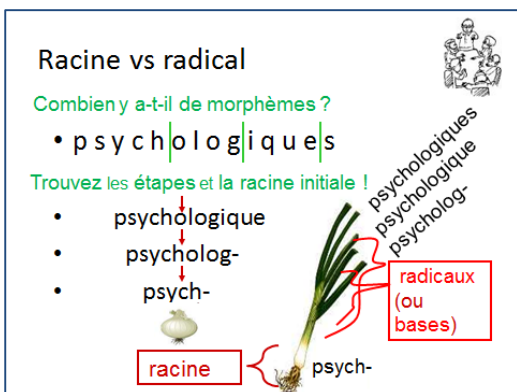 Racine vs radical
Combien y a-t-il de morphèmes ?
• p s y c h|o l o g|i q u e|s
Trouvez les étapes et la racine initiale !
• psychologique
• psycholog-
• psych-
racine
psychologiques
psychologique
psycholog-
radicaux
(ou
bases)
psych-